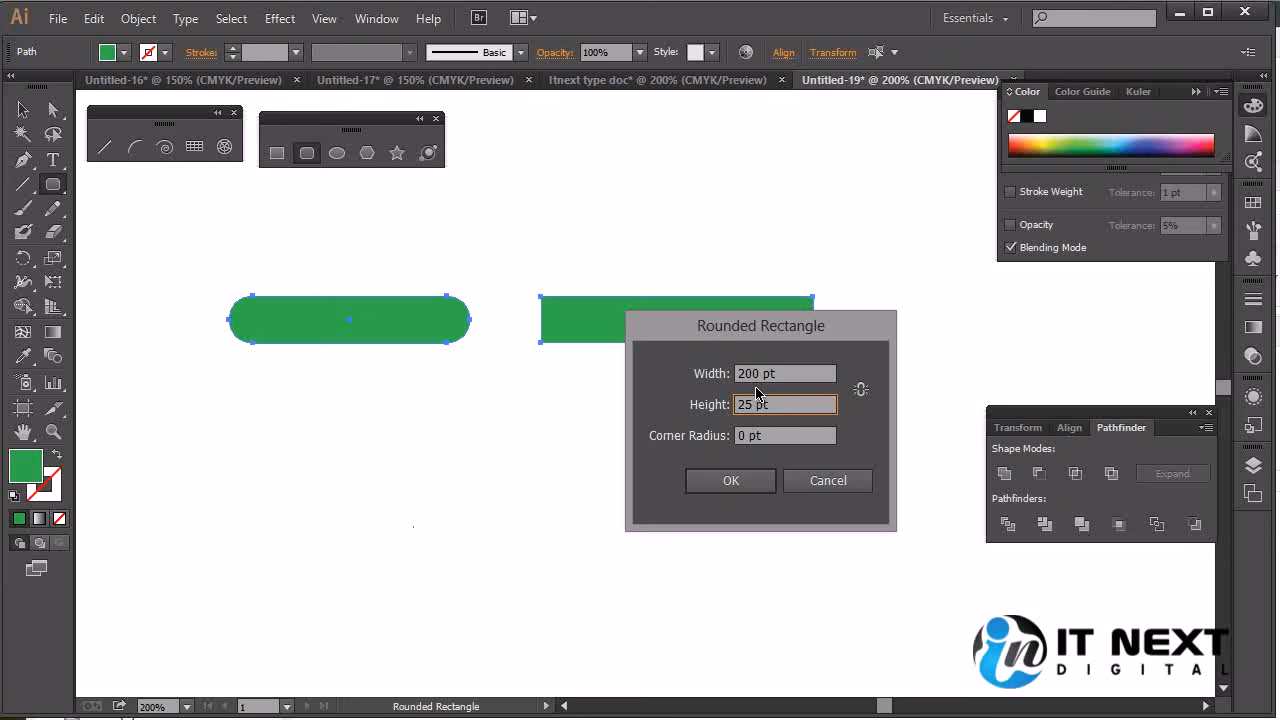 Ai File Edit Object Type Select Effect View Window Help Br Essentials
Path Stroke: Basic Opacity: 100% Style: Align Transform
Untitled-16* @ 150% (CMYK/Preview) × Untitled-17* @ 150% (CMYK/Preview) × Itnext type doc* @ 200% (CMYK/Preview) × Untitled-19* @ 200% (CMYK/Preview)
Color Color Guide Kuler
Stroke Weight Tolerance: 1 pt
Opacity Tolerance: 5%
Blending Mode
Rounded Rectangle
Width: 200 pt
Height: 25 pt
Corner Radius: 0 pt
OK Cancel
Transform Align Pathfinder
Shape Modes:
Expand
Pathfinders:
in IT NEXT
DIGITAL
200% 1 Rounded Rectangle